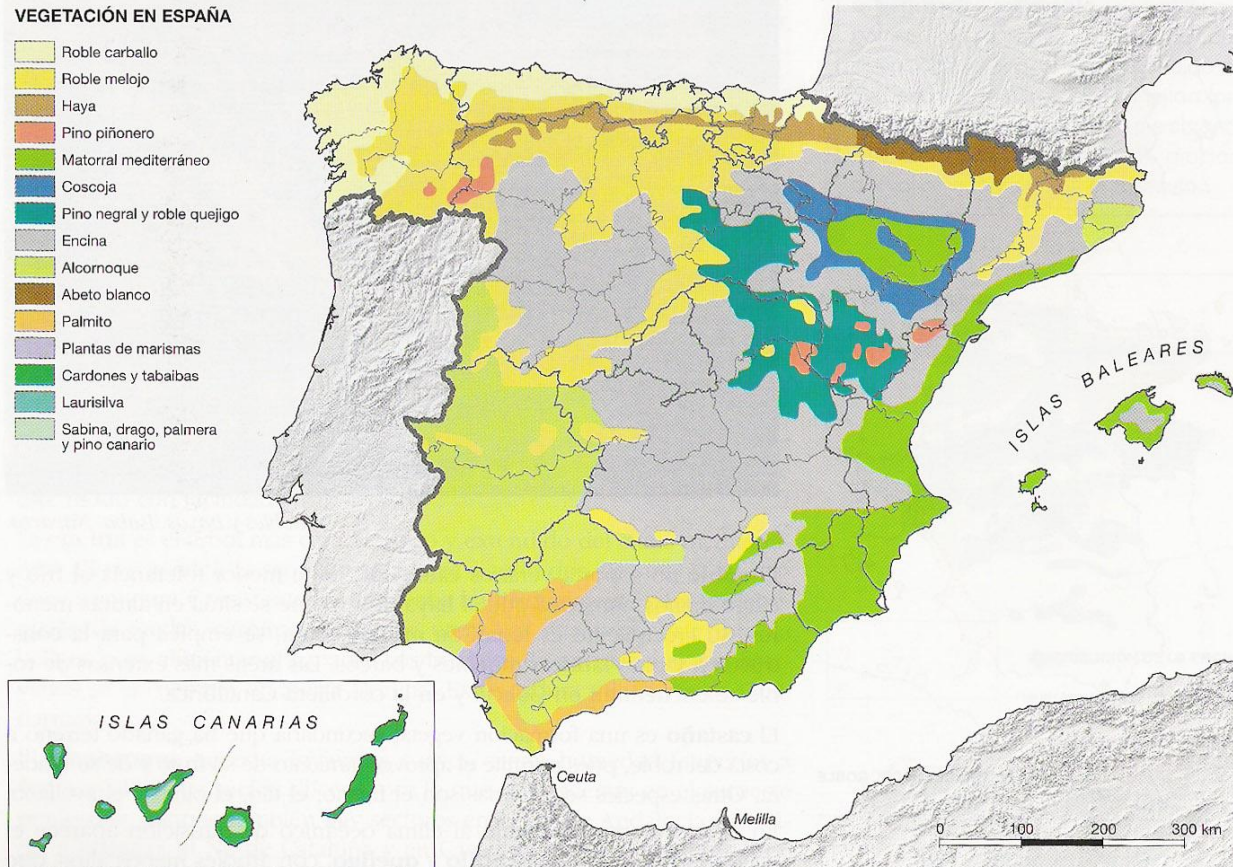 VEGETACIÓN EN ESPAÑA
Roble carballo
Roble melojo
Haya
Pino piñonero
Matorral mediterráneo
Coscoja
Pino negral y roble quejigo
Encina
Alcornoque
Abeto blanco
Palmito
Plantas de marismas
Cardones y tabaibas
Laurisilva
Sabina, drago, palmera
y pino canario
ISLAS BALEARES
ISLAS CANARIAS
Ceuta
Melilla
0 100 200 300 km